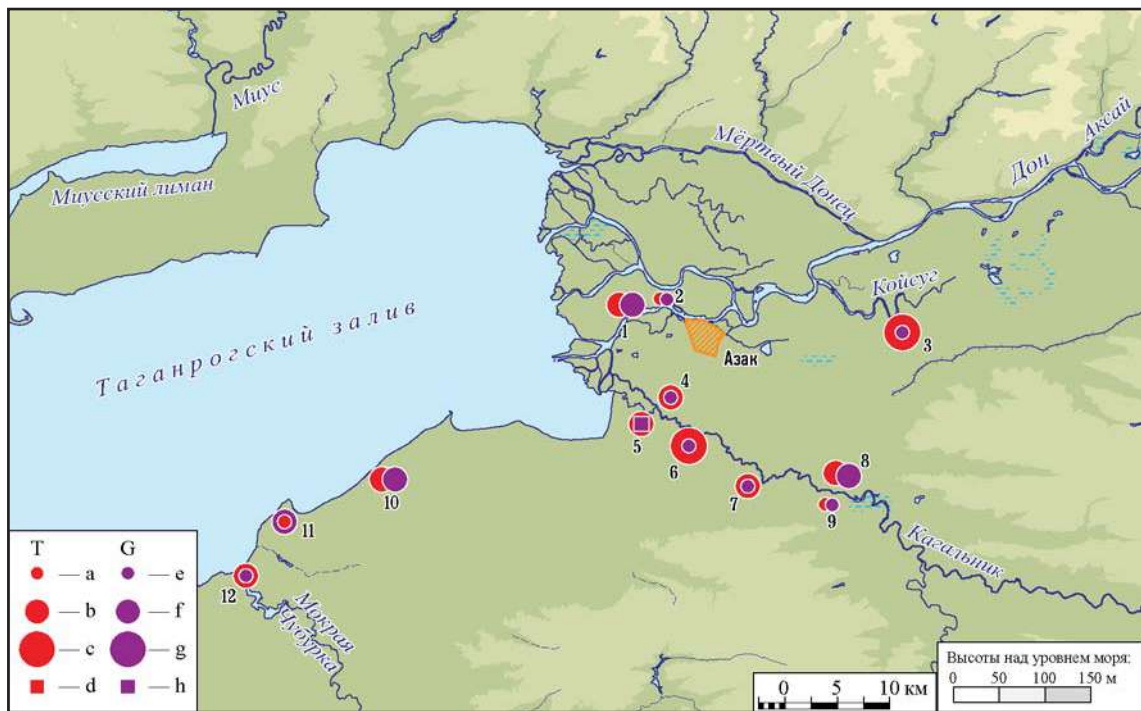 Миус
Миусский лиман
Мёртвый Донец
Дон
Аксай
Койсуг
Таганрогский залив
1
2
3
Азак
4
5
6
7
8
9
10
11
12
Кагальник
Мокрая
Чубурка
T G
— a — e
— b — f
— c — g
— d — h
0 5 10 км
Высоты над уровнем моря:
0 50 100 150 м